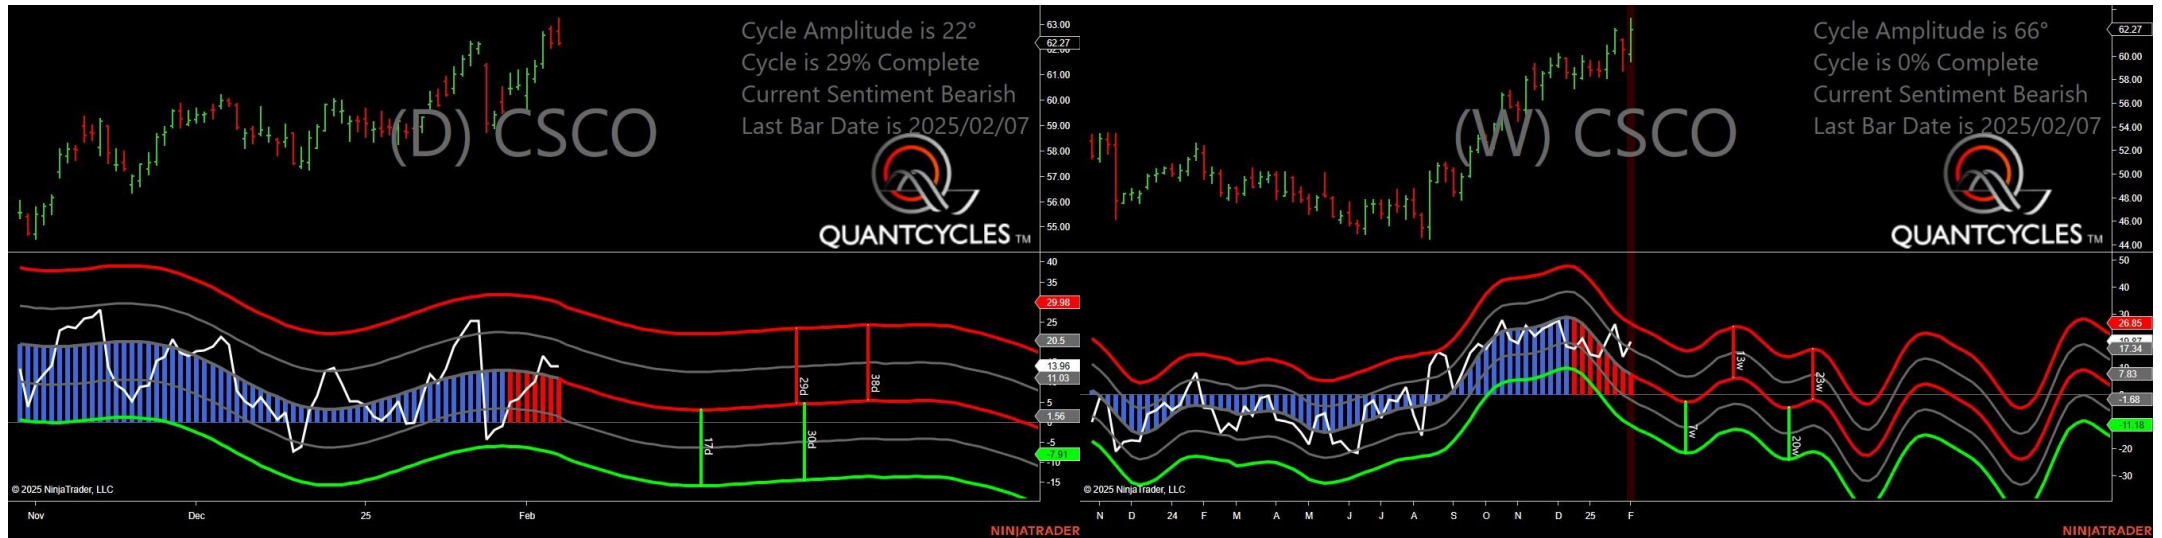 Cycle Amplitude is 22°
Cycle is 29% Complete
Current Sentiment Bearish
Last Bar Date is 2025/02/07
(D) CSCO
QUANTCYCLES TM
63.00
62.27
61.00
60.00
59.00
58.00
57.00
56.00
55.00
40
35
29.98
25
20.5
13.96
11.03
5
1.56
0
-5
-7.91
-10
-15
29d
38d
17d
30d
© 2025 NinjaTrader, LLC
Nov
Dec
25
Feb
NINJATRADER
Cycle Amplitude is 66°
Cycle is 0% Complete
Current Sentiment Bearish
Last Bar Date is 2025/02/07
(W) CSCO
QUANTCYCLES TM
62.27
60.00
58.00
56.00
54.00
52.00
50.00
48.00
46.00
44.00
50
40
30
26.85
17.34
7.83
-1.68
-11.18
-20
-30
13w
23w
7w
20w
© 2025 NinjaTrader, LLC
N
D
24
F
M
A
M
J
J
A
S
O
N
D
25
F
NINJATRADER